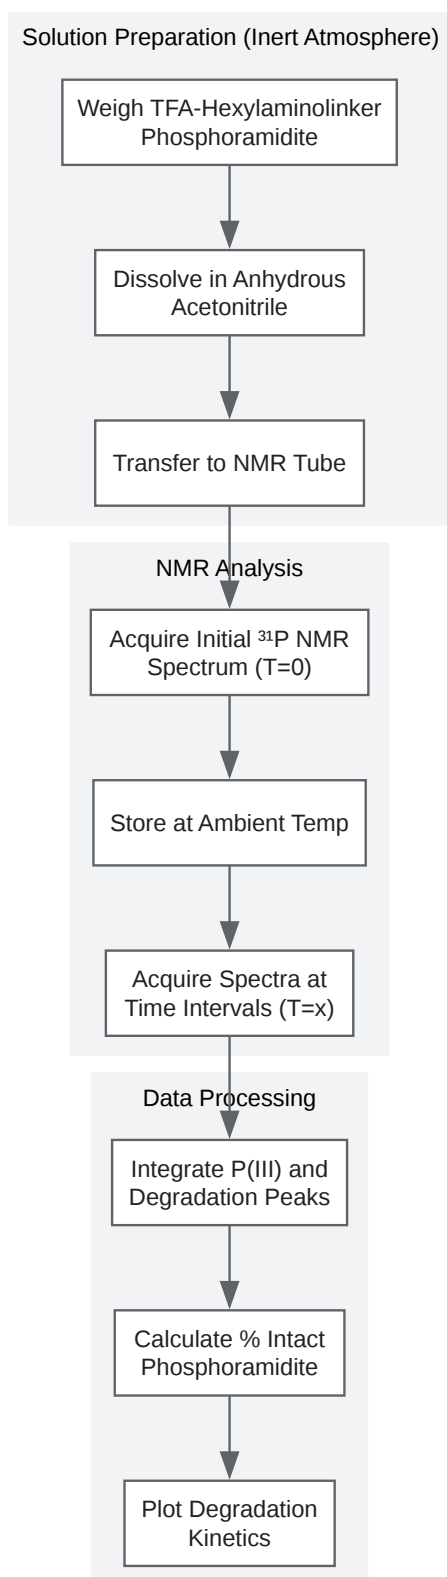 Solution Preparation (Inert Atmosphere)
Weigh TFA-Hexylaminolinker
Phosphoramidite
Dissolve in Anhydrous
Acetonitrile
Transfer to NMR Tube
NMR Analysis
Acquire Initial ³¹P NMR
Spectrum (T=0)
Store at Ambient Temp
Acquire Spectra at
Time Intervals (T=x)
Data Processing
Integrate P(III) and
Degradation Peaks
Calculate % Intact
Phosphoramidite
Plot Degradation
Kinetics